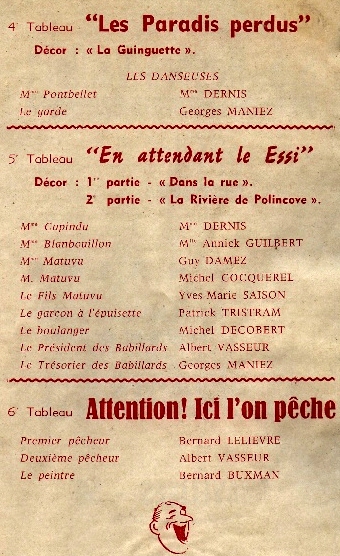 4e Tableau "Les Paradis perdus"
Décor : « La Guinguette ».
LES DANSEUSES
Mme Pontbellet Mme DERNIS
Le garde Georges MANIEZ
5e Tableau "En attendant le Essi"
Décor : 1re partie - « Dans la rue ».
2e partie - « La Rivière de Polincove ».
Mme Copindu Mme DERNIS
Mme Blanbouillon Mlle Annick GUILBERT
Mme Matuvu Guy DAMEZ
M. Matuvu Michel COCQUEREL
Le Fils Matuvu Yves Marie SAISON
Le garçon à l'épuisette Patrick TRISTRAM
Le boulanger Michel DECOBERT
Le Président des Babillards Albert VASSEUR
Le Trésorier des Babillards Georges MANIEZ
6e Tableau Attention! Ici l'on pêche
Premier pêcheur Bernard LELIEVRE
Deuxième pêcheur Albert VASSEUR
Le peintre Bernard BUXMAN